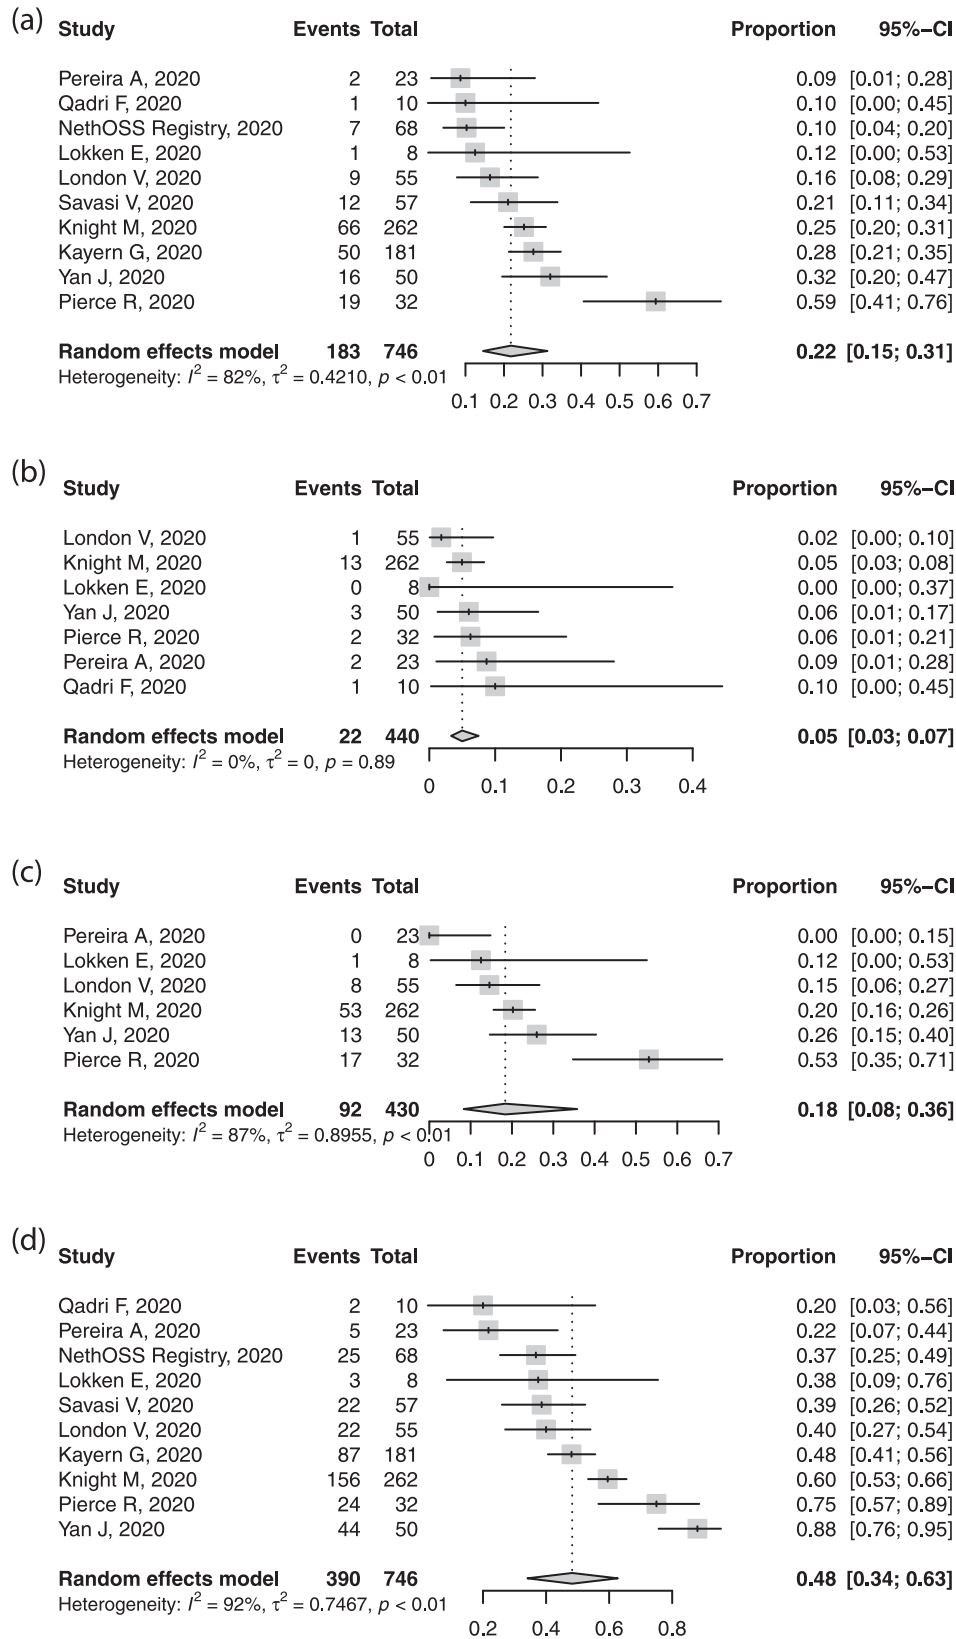 (a)
Study Events Total Proportion 95%−CI
Pereira A, 2020 2 23 0.09 [0.01; 0.28]
Qadri F, 2020 1 10 0.10 [0.00; 0.45]
NethOSS Registry, 2020 7 68 0.10 [0.04; 0.20]
Lokken E, 2020 1 8 0.12 [0.00; 0.53]
London V, 2020 9 55 0.16 [0.08; 0.29]
Savasi V, 2020 12 57 0.21 [0.11; 0.34]
Knight M, 2020 66 262 0.25 [0.20; 0.31]
Kayern G, 2020 50 181 0.28 [0.21; 0.35]
Yan J, 2020 16 50 0.32 [0.20; 0.47]
Pierce R, 2020 19 32 0.59 [0.41; 0.76]
Random effects model 183 746 0.22 [0.15; 0.31]
Heterogeneity: I² = 82%, τ² = 0.4210, p < 0.01
0.1 0.2 0.3 0.4 0.5 0.6 0.7
(b)
Study Events Total Proportion 95%−CI
London V, 2020 1 55 0.02 [0.00; 0.10]
Knight M, 2020 13 262 0.05 [0.03; 0.08]
Lokken E, 2020 0 8 0.00 [0.00; 0.37]
Yan J, 2020 3 50 0.06 [0.01; 0.17]
Pierce R, 2020 2 32 0.06 [0.01; 0.21]
Pereira A, 2020 2 23 0.09 [0.01; 0.28]
Qadri F, 2020 1 10 0.10 [0.00; 0.45]
Random effects model 22 440 0.05 [0.03; 0.07]
Heterogeneity: I² = 0%, τ² = 0, p = 0.89
0 0.1 0.2 0.3 0.4
(c)
Study Events Total Proportion 95%−CI
Pereira A, 2020 0 23 0.00 [0.00; 0.15]
Lokken E, 2020 1 8 0.12 [0.00; 0.53]
London V, 2020 8 55 0.15 [0.06; 0.27]
Knight M, 2020 53 262 0.20 [0.16; 0.26]
Yan J, 2020 13 50 0.26 [0.15; 0.40]
Pierce R, 2020 17 32 0.53 [0.35; 0.71]
Random effects model 92 430 0.18 [0.08; 0.36]
Heterogeneity: I² = 87%, τ² = 0.8955, p < 0.01
0 0.1 0.2 0.3 0.4 0.5 0.6 0.7
(d)
Study Events Total Proportion 95%−CI
Qadri F, 2020 2 10 0.20 [0.03; 0.56]
Pereira A, 2020 5 23 0.22 [0.07; 0.44]
NethOSS Registry, 2020 25 68 0.37 [0.25; 0.49]
Lokken E, 2020 3 8 0.38 [0.09; 0.76]
Savasi V, 2020 22 57 0.39 [0.26; 0.52]
London V, 2020 22 55 0.40 [0.27; 0.54]
Kayern G, 2020 87 181 0.48 [0.41; 0.56]
Knight M, 2020 156 262 0.60 [0.53; 0.66]
Pierce R, 2020 24 32 0.75 [0.57; 0.89]
Yan J, 2020 44 50 0.88 [0.76; 0.95]
Random effects model 390 746 0.48 [0.34; 0.63]
Heterogeneity: I² = 92%, τ² = 0.7467, p < 0.01
0.2 0.4 0.6 0.8